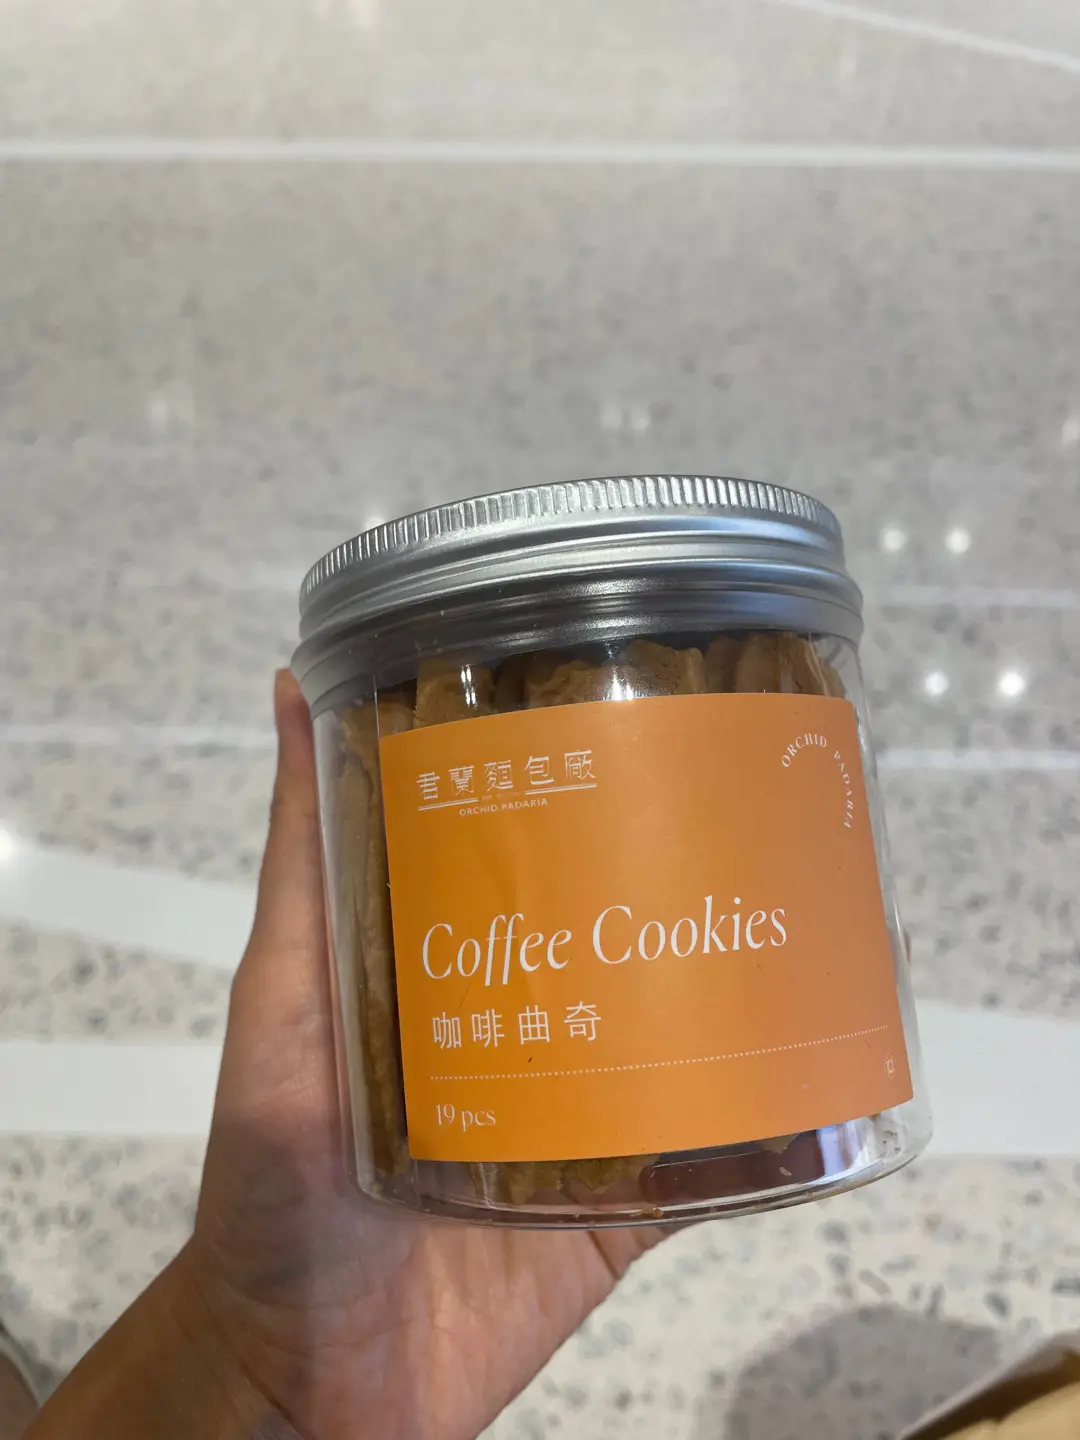 君蘭麵包廠
ORCHID PADARIA
ORCHID PADARIA
Coffee Cookies
咖啡曲奇
19 pcs